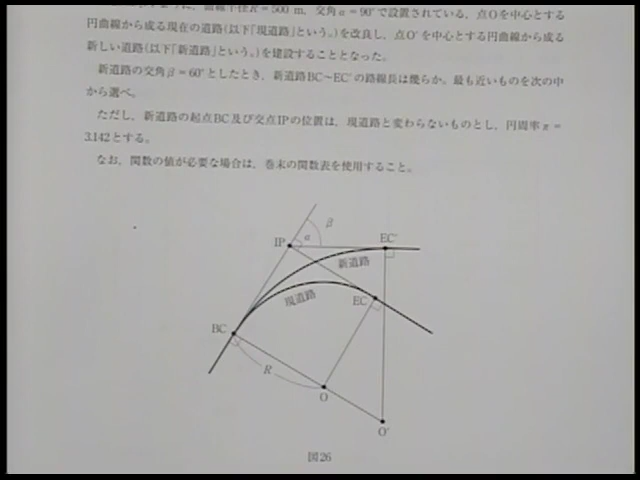 に，曲線半径R＝500 m，交角α＝90°で設置されている，点Oを中心とする
円曲線から成る現在の道路(以下｢現道路｣という。)を改良し，点O'を中心とする円曲線から成る
新しい道路(以下｢新道路｣という。)を建設することとなった。
新道路の交角β＝60°としたとき，新道路BC～EC'の路線長は幾らか。最も近いものを次の中
から選べ。
ただし，新道路の起点BC及び交点IPの位置は，現道路と変わらないものとし，円周率π＝
3.142とする。
なお，関数の値が必要な場合は，巻末の関数表を使用すること。
β
IP
α
EC'
新道路
現道路
EC
BC
R
O
O'
図26